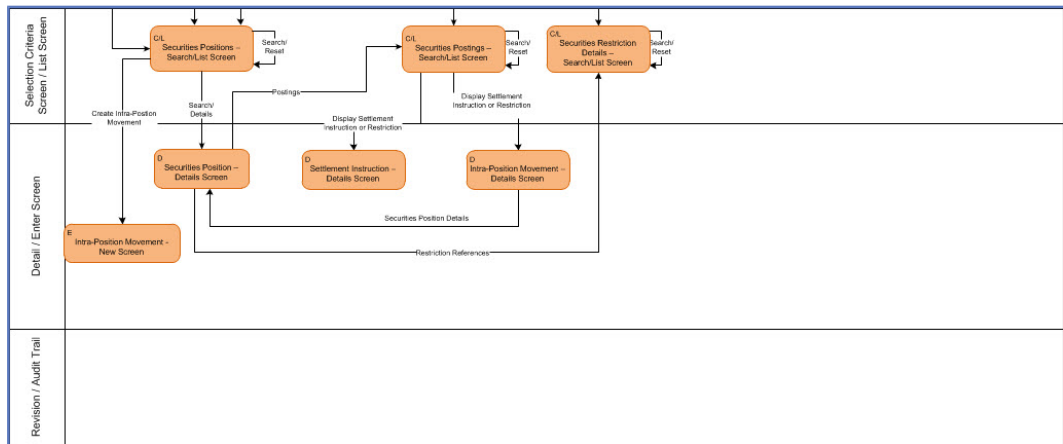 Selection Criteria
Screen / List Screen
C/L
Securities Positions –
Search/List Screen
Search/
Reset
C/L
Securities Postings –
Search/List Screen
Search/
Reset
C/L
Securities Restriction
Details –
Search/List Screen
Search/
Reset
Postings
Create Intra-Postion
Movement
Search/
Details
Display Settlement
Instruction or Restriction
Display Settlement
Instruction or Restriction
Detail / Enter Screen
D
Securities Position –
Details Screen
D
Settlement Instruction –
Details Screen
D
Intra-Position Movement –
Details Screen
Securities Position Details
E
Intra-Position Movement -
New Screen
Restriction References
Revision / Audit Trail